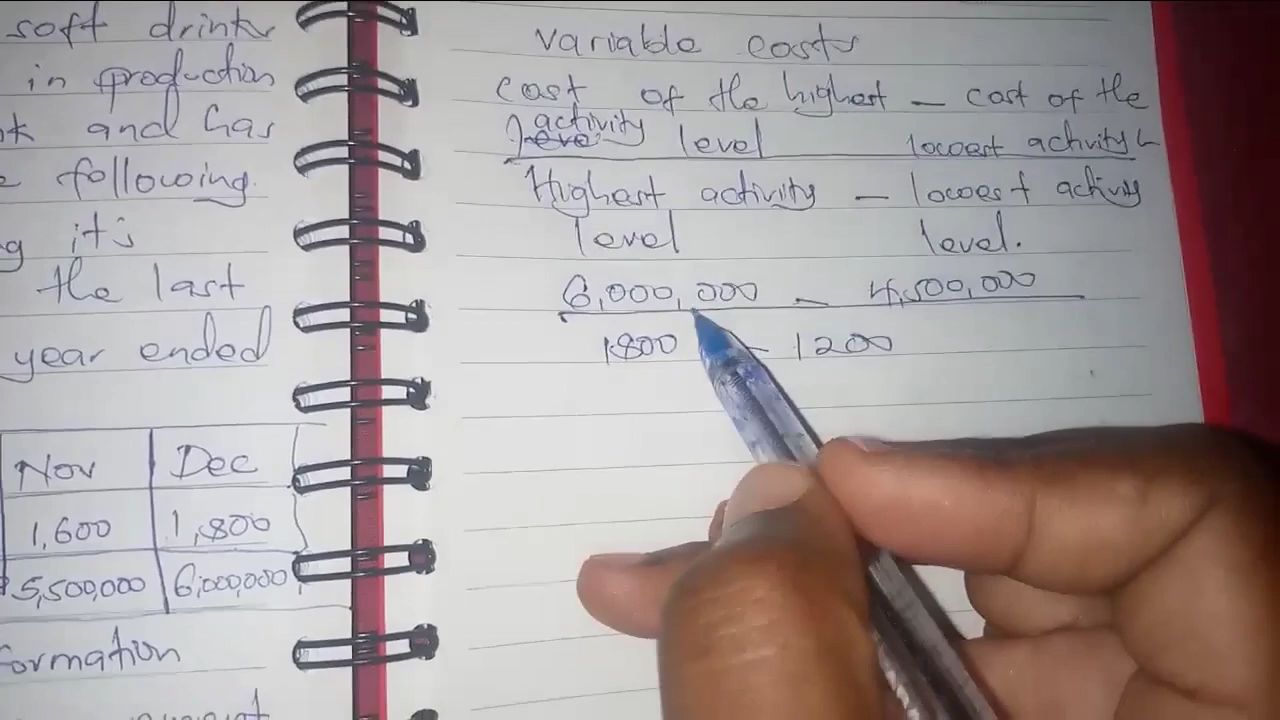 soft drinks
in production
and has
following.
it's
the last
year ended
Nov Dec
1,600 1,800
5,500,000 6,000,000
formation
variable costs
cost of the highest - cost of the
activity
level lowest activity L
Highest activity - lowest activity
level level.
6,000,000 - 4,500,000
1800 - 1200